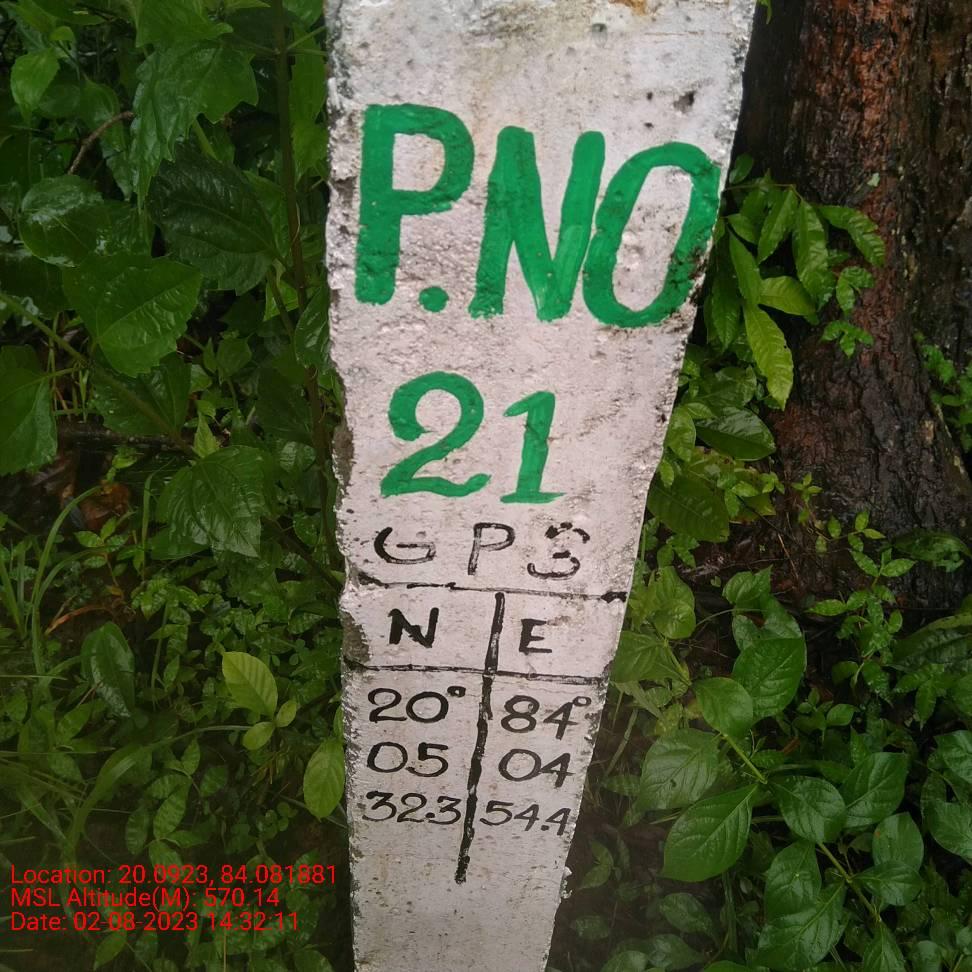 P.NO
21
GPS
N E
20° 84°
05 04
32.3 54.4
Location: 20.0923, 84.081881
MSL Altitude(M): 570.14
Date: 02-08-2023 14:32:11